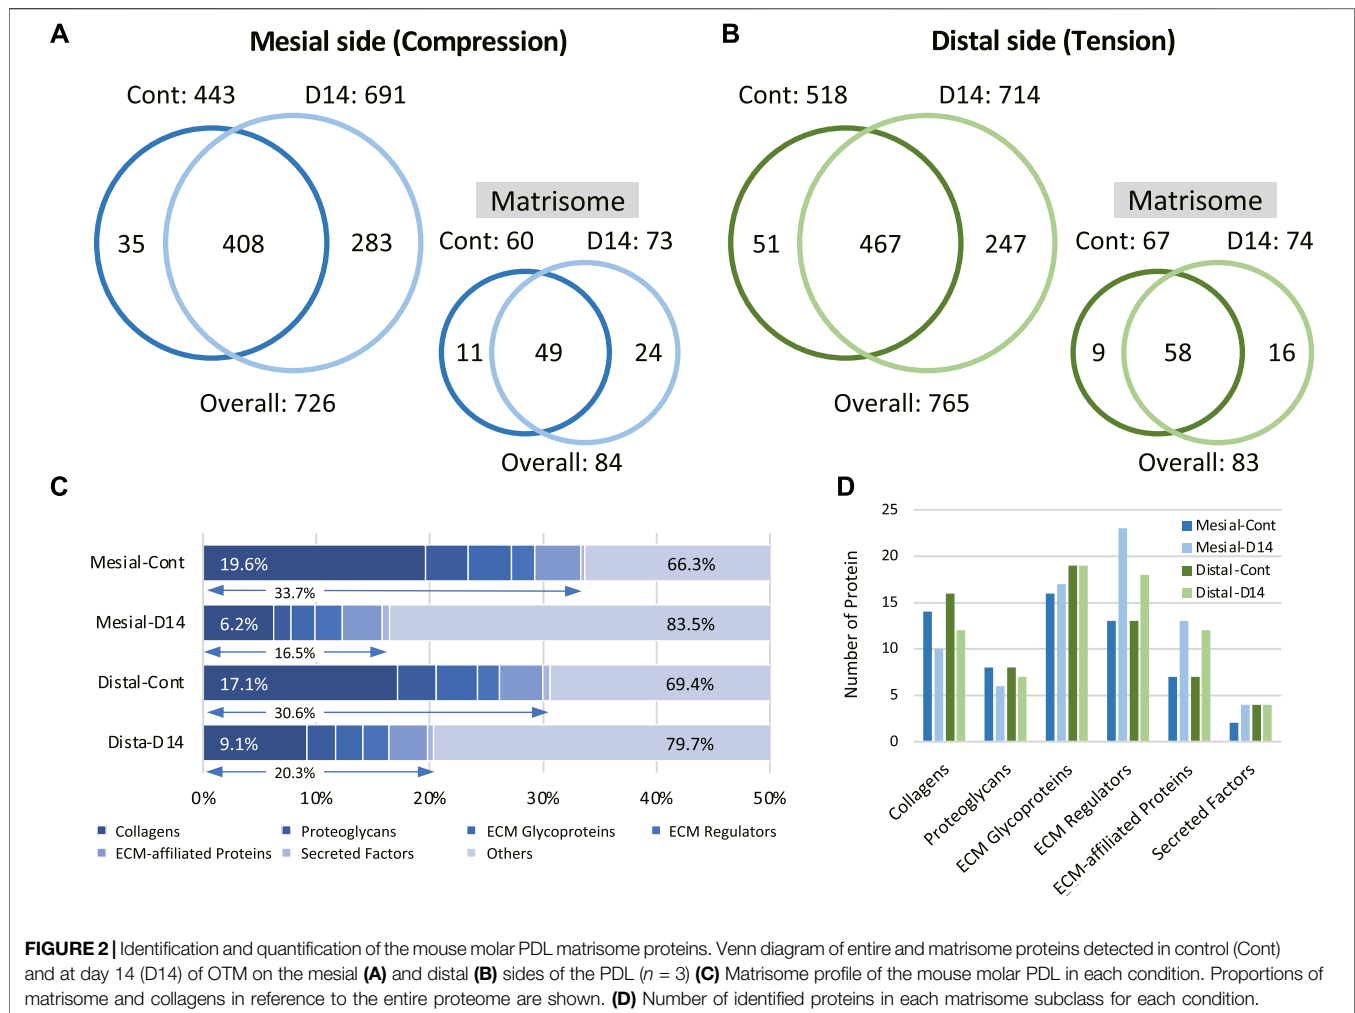 A
Mesial side (Compression)
Cont: 443
D14: 691
35
408
283
Overall: 726
Matrisome
Cont: 60
D14: 73
11
49
24
Overall: 84
B
Distal side (Tension)
Cont: 518
D14: 714
51
467
247
Overall: 765
Matrisome
Cont: 67
D14: 74
9
58
16
Overall: 83
C
Mesial-Cont
19.6%
66.3%
33.7%
Mesial-D14
6.2%
83.5%
16.5%
Distal-Cont
17.1%
69.4%
30.6%
Dista-D14
9.1%
79.7%
20.3%
0% 10% 20% 30% 40% 50%
Collagens Proteoglycans ECM Glycoproteins ECM Regulators
ECM-affiliated Proteins Secreted Factors Others
D
Number of Protein
25
20
15
10
5
0
Mesial-Cont
Mesial-D14
Distal-Cont
Distal-D14
Collagens
Proteoglycans
ECM Glycoproteins
ECM Regulators
ECM-affiliated Proteins
Secreted Factors
FIGURE 2 | Identification and quantification of the mouse molar PDL matrisome proteins. Venn diagram of entire and matrisome proteins detected in control (Cont)
and at day 14 (D14) of OTM on the mesial (A) and distal (B) sides of the PDL (n = 3) (C) Matrisome profile of the mouse molar PDL in each condition. Proportions of
matrisome and collagens in reference to the entire proteome are shown. (D) Number of identified proteins in each matrisome subclass for each condition.